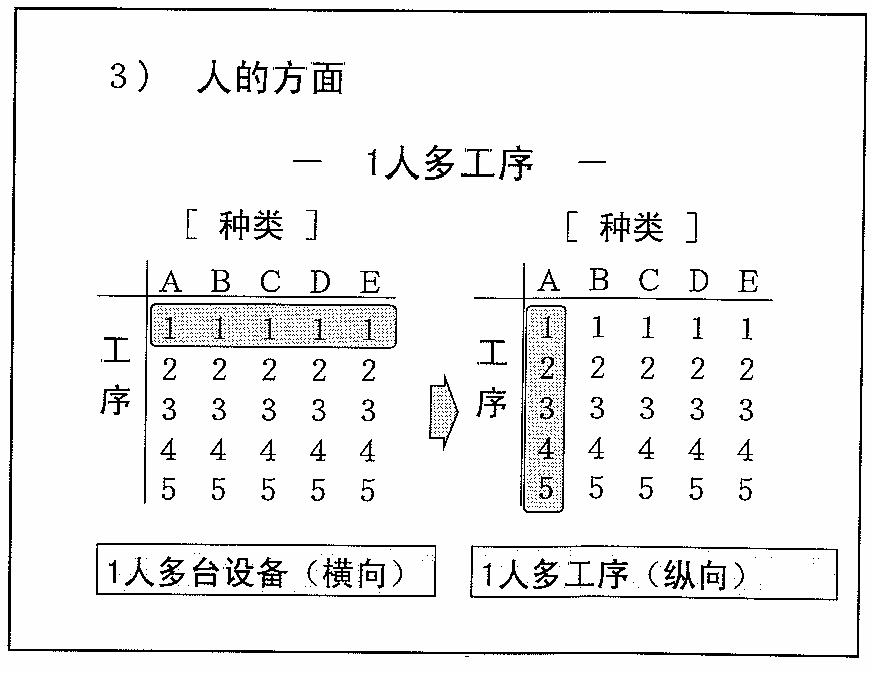 3） 人的方面
— 1人多工序 —
［ 种类 ］ ［ 种类 ］
A B C D E A B C D E
1 1 1 1 1 1 1 1 1 1
工 工
2 2 2 2 2 2 2 2 2 2
序 序
3 3 3 3 3 3 3 3 3 3
4 4 4 4 4 4 4 4 4 4
5 5 5 5 5 5 5 5 5 5
1人多台设备（横向） 1人多工序（纵向）